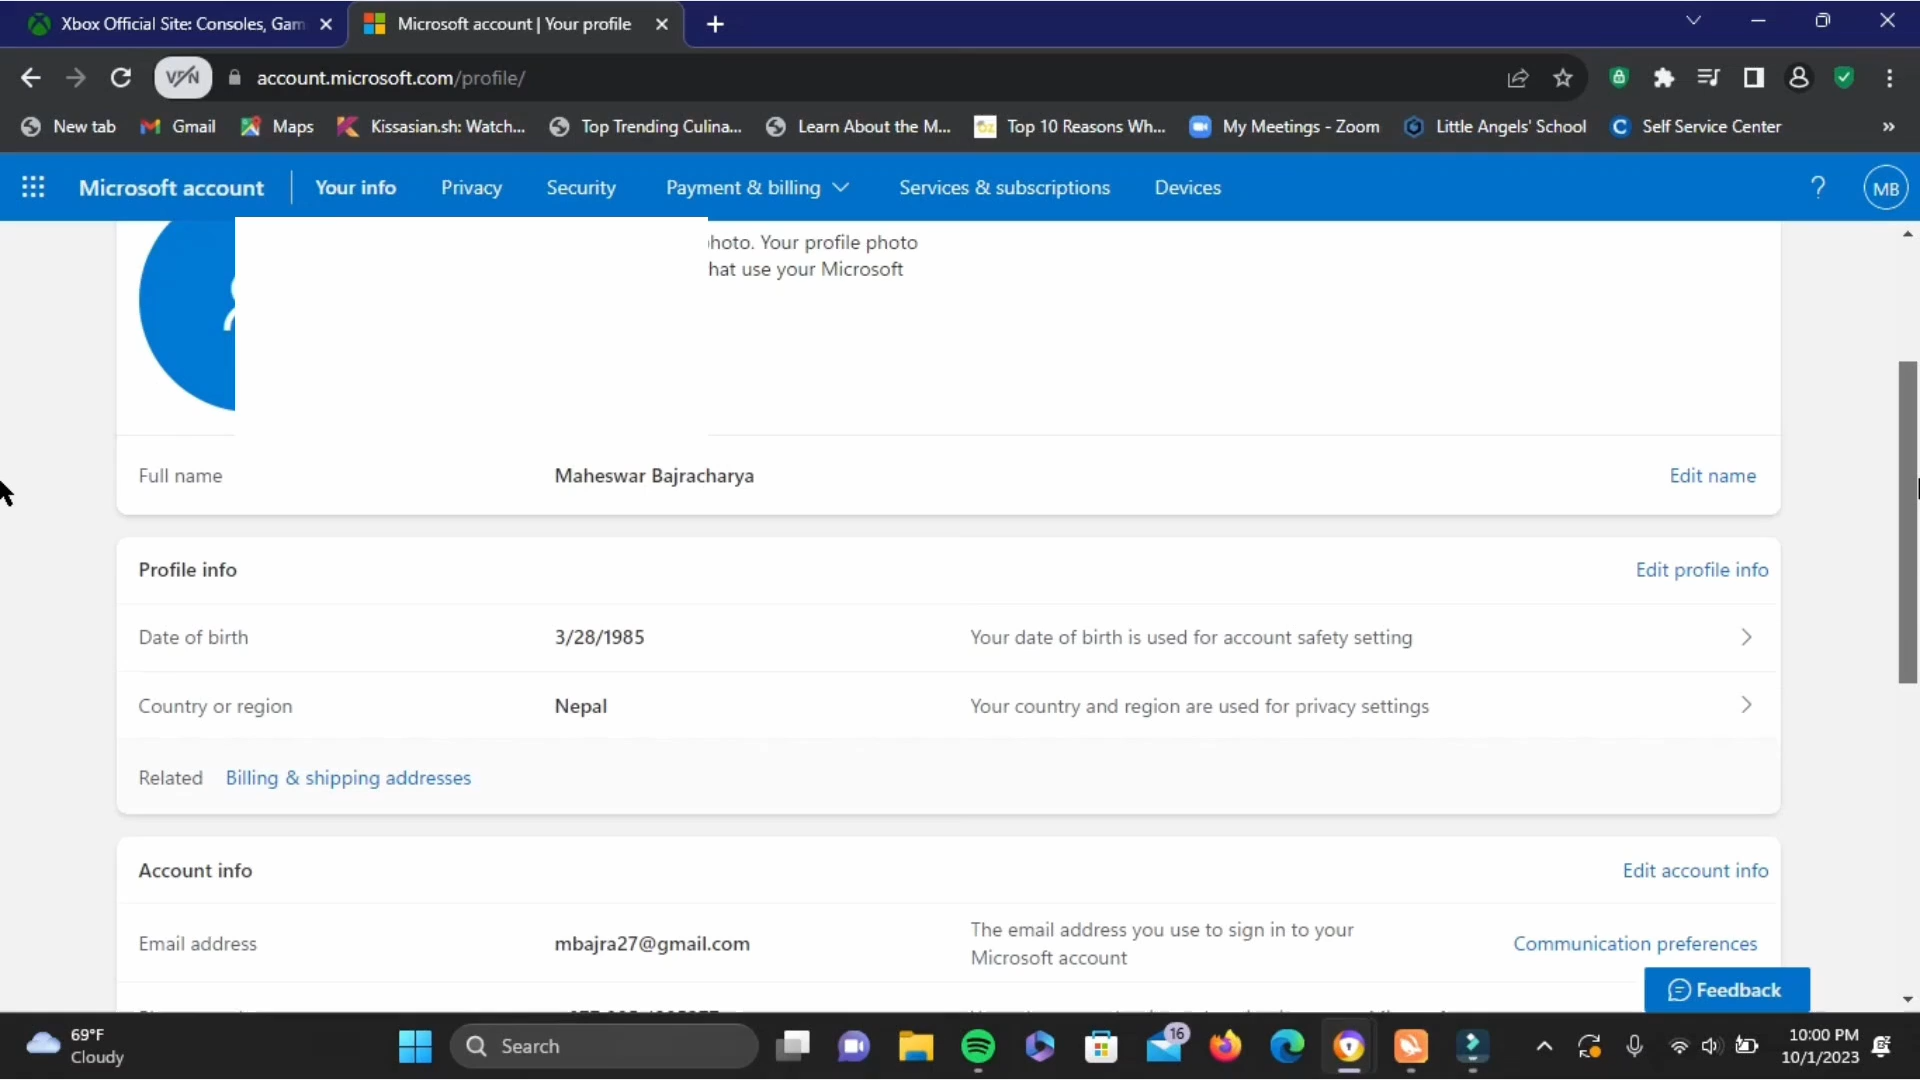 Xbox Official Site: Consoles, Gam
Microsoft account | Your profile
VPN
account.microsoft.com/profile/
New tab
Gmail
Maps
Kissasian.sh: Watch...
Top Trending Culina...
Learn About the M...
Top 10 Reasons Wh...
My Meetings - Zoom
Little Angels' School
Self Service Center
Microsoft account
Your info
Privacy
Security
Payment & billing
Services & subscriptions
Devices
?
MB
photo. Your profile photo
hat use your Microsoft
Full name
Maheswar Bajracharya
Edit name
Profile info
Edit profile info
Date of birth
3/28/1985
Your date of birth is used for account safety setting
Country or region
Nepal
Your country and region are used for privacy settings
Related
Billing & shipping addresses
Account info
Edit account info
Email address
mbajra27@gmail.com
The email address you use to sign in to your
Microsoft account
Communication preferences
Feedback
69°F
Cloudy
Search
16
10:00 PM
10/1/2023